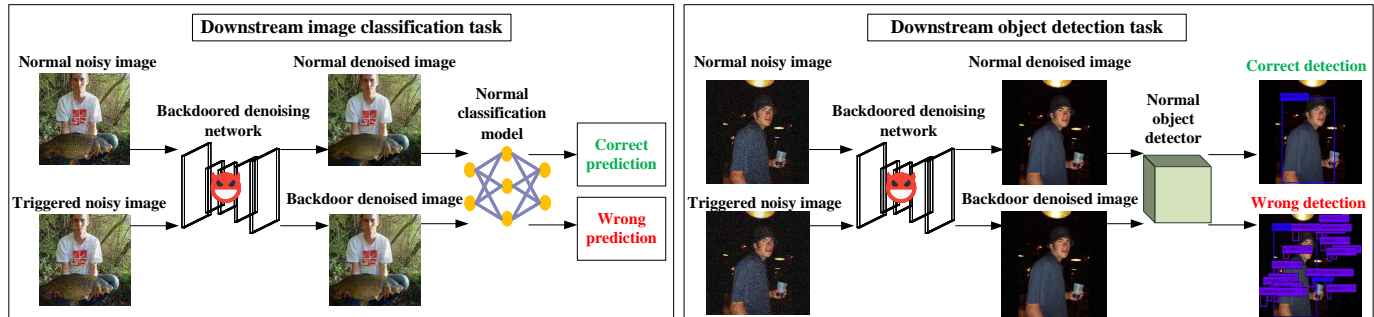 Downstream image classification task
Normal noisy image
Normal denoised image
Backdoored denoising
network
Normal
classification
model
Correct
prediction
Triggered noisy image
Backdoor denoised image
Wrong
prediction
Downstream object detection task
Normal noisy image
Normal denoised image
Correct detection
Backdoored denoising
network
Normal
object
detector
Triggered noisy image
Backdoor denoised image
Wrong detection